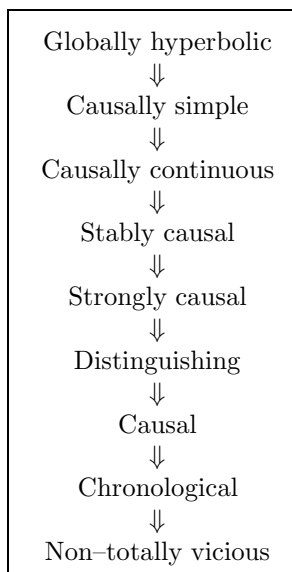 Globally hyperbolic
⇓
Causally simple
⇓
Causally continuous
⇓
Stably causal
⇓
Strongly causal
⇓
Distinguishing
⇓
Causal
⇓
Chronological
⇓
Non–totally vicious